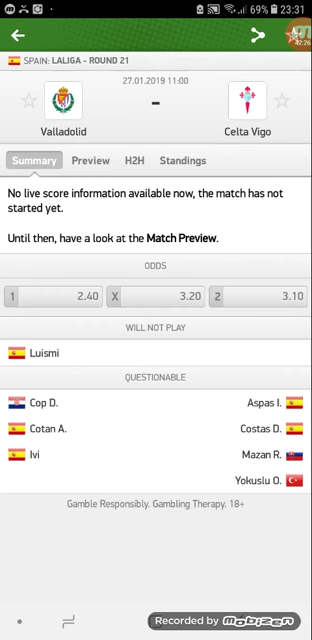 69% 23:31
42:26
SPAIN: LALIGA - ROUND 21
27.01.2019 11:00
-
Valladolid Celta Vigo
Summary Preview H2H Standings
No live score information available now, the match has not
started yet.
Until then, have a look at the Match Preview.
ODDS
1 2.40 X 3.20 2 3.10
WILL NOT PLAY
Luismi
QUESTIONABLE
Cop D. Aspas I.
Cotan A. Costas D.
Ivi Mazan R.
Yokuslu O.
Gamble Responsibly. Gambling Therapy. 18+
Recorded by mobizen